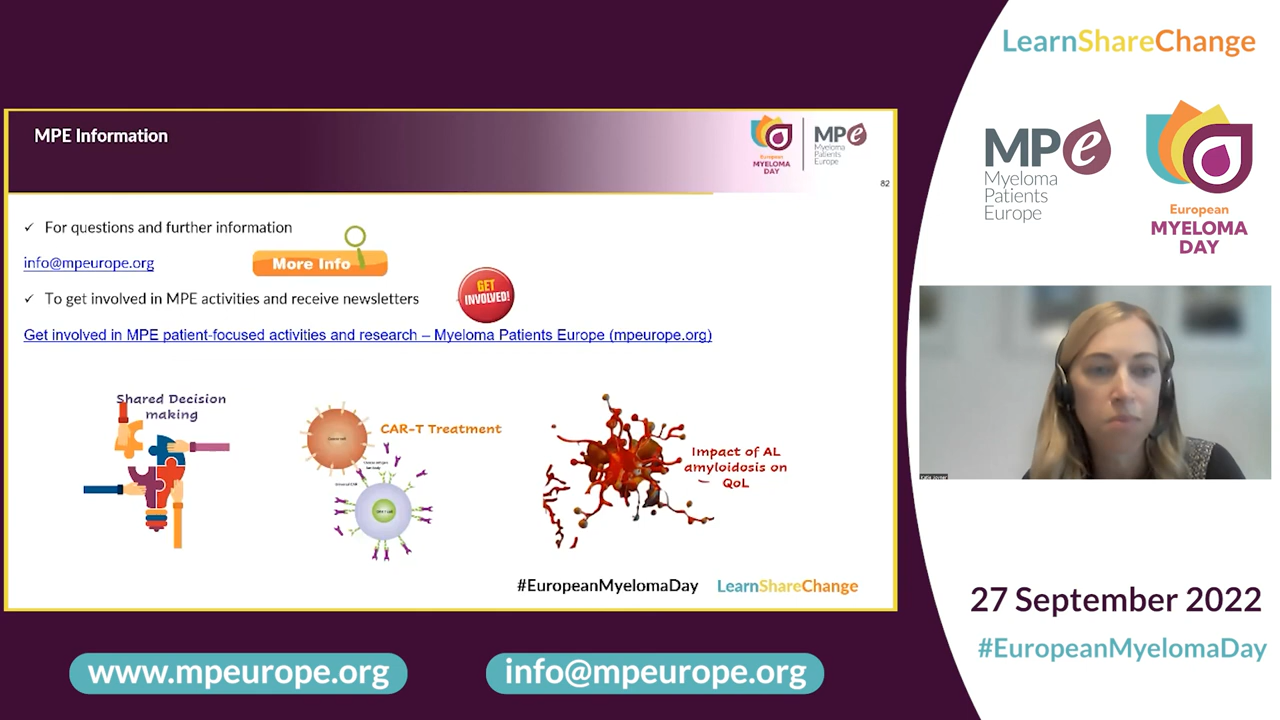 MPE Information
European
MYELOMA
DAY
MPe
Myeloma
Patients
Europe
82
✓ For questions and further information
info@mpeurope.org
More Info
✓ To get involved in MPE activities and receive newsletters
GET
INVOLVED!
Get involved in MPE patient-focused activities and research – Myeloma Patients Europe (mpeurope.org)
Shared Decision
making
CAR-T Treatment
Impact of AL
amyloidosis on
QoL
#EuropeanMyelomaDay
LearnShareChange
www.mpeurope.org
info@mpeurope.org
LearnShareChange
MPe
Myeloma
Patients
Europe
European
MYELOMA
DAY
Katie Joyner
27 September 2022
#EuropeanMyelomaDay